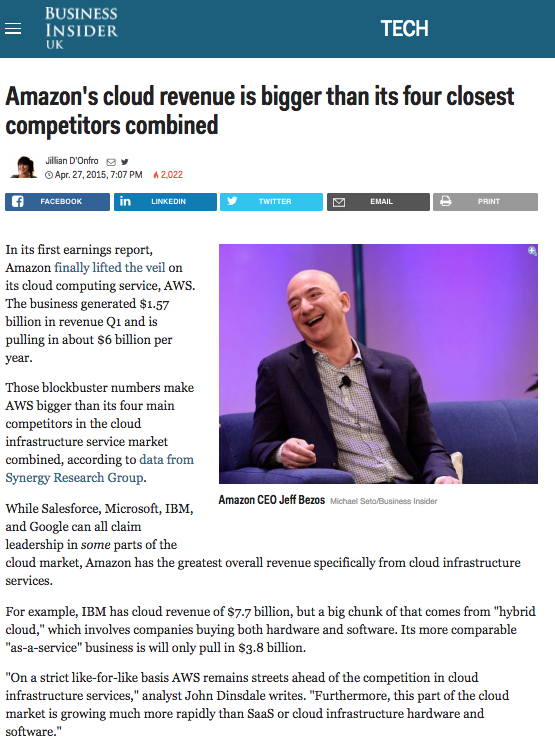 BUSINESS
INSIDER
UK
TECH
Amazon's cloud revenue is bigger than its four closest
competitors combined
Jillian D'Onfro
Apr. 27, 2015, 7:07 PM 2,022
FACEBOOK
LINKEDIN
TWITTER
EMAIL
PRINT
In its first earnings report,
Amazon finally lifted the veil on
its cloud computing service, AWS.
The business generated $1.57
billion in revenue Q1 and is
pulling in about $6 billion per
year.
Those blockbuster numbers make
AWS bigger than its four main
competitors in the cloud
infrastructure service market
combined, according to data from
Synergy Research Group.
Amazon CEO Jeff Bezos Michael Seto/Business Insider
While Salesforce, Microsoft, IBM,
and Google can all claim
leadership in some parts of the
cloud market, Amazon has the greatest overall revenue specifically from cloud infrastructure
services.
For example, IBM has cloud revenue of $7.7 billion, but a big chunk of that comes from "hybrid
cloud," which involves companies buying both hardware and software. Its more comparable
"as-a-service" business is will only pull in $3.8 billion.
"On a strict like-for-like basis AWS remains streets ahead of the competition in cloud
infrastructure services," analyst John Dinsdale writes. "Furthermore, this part of the cloud
market is growing much more rapidly than SaaS or cloud infrastructure hardware and
software."